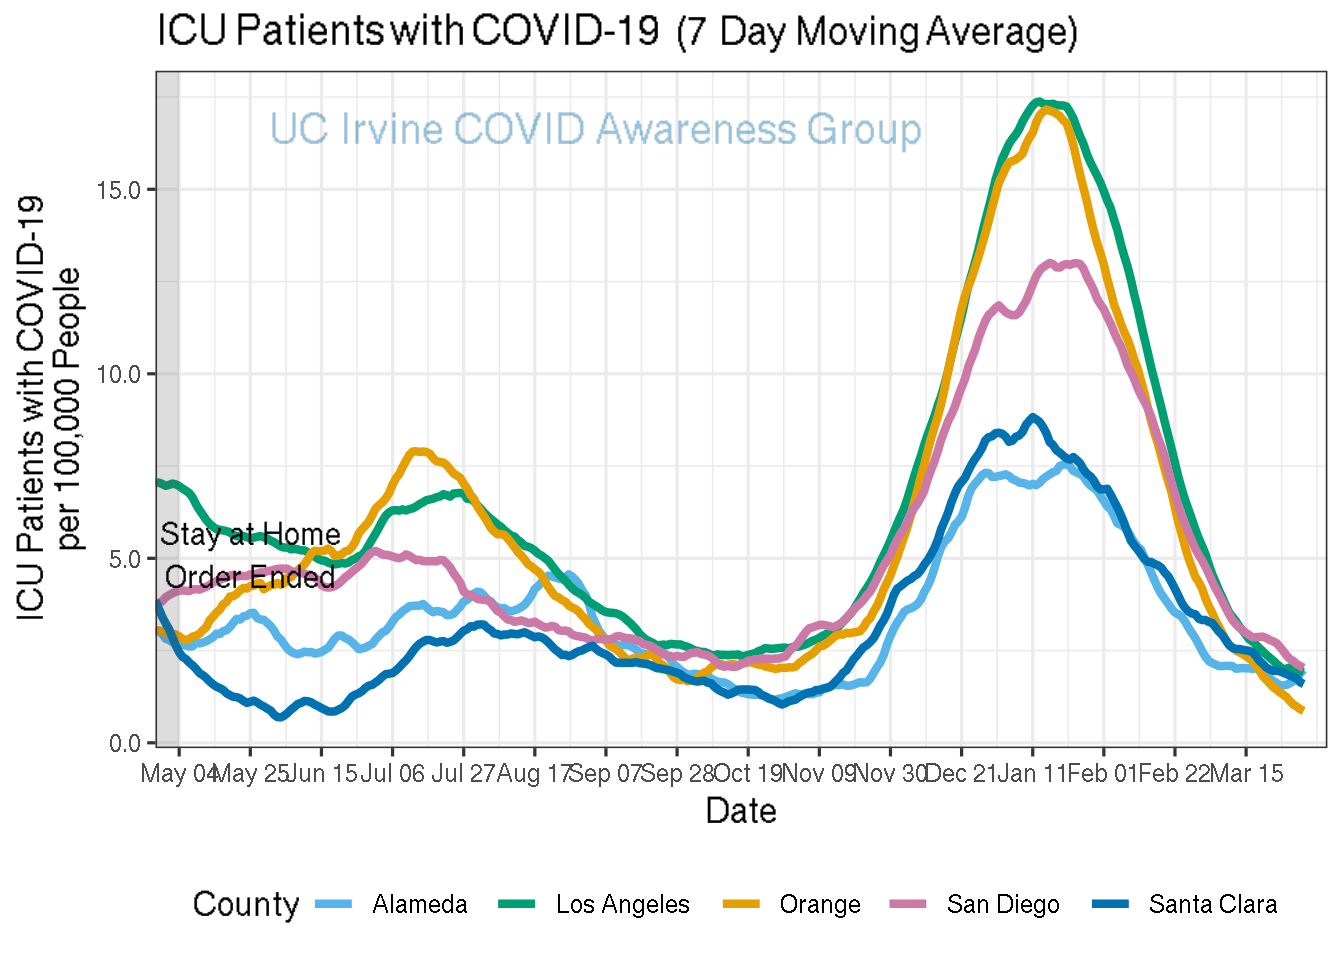 ICU Patients with COVID-19 (7 Day Moving Average)
UC Irvine COVID Awareness Group
ICU Patients with COVID-19
per 100,000 People
15.0
10.0
5.0
0.0
Stay at Home
Order Ended
May 04 May 25 Jun 15 Jul 06 Jul 27 Aug 17 Sep 07 Sep 28 Oct 19 Nov 09 Nov 30 Dec 21 Jan 11 Feb 01 Feb 22 Mar 15
Date
County Alameda Los Angeles Orange San Diego Santa Clara